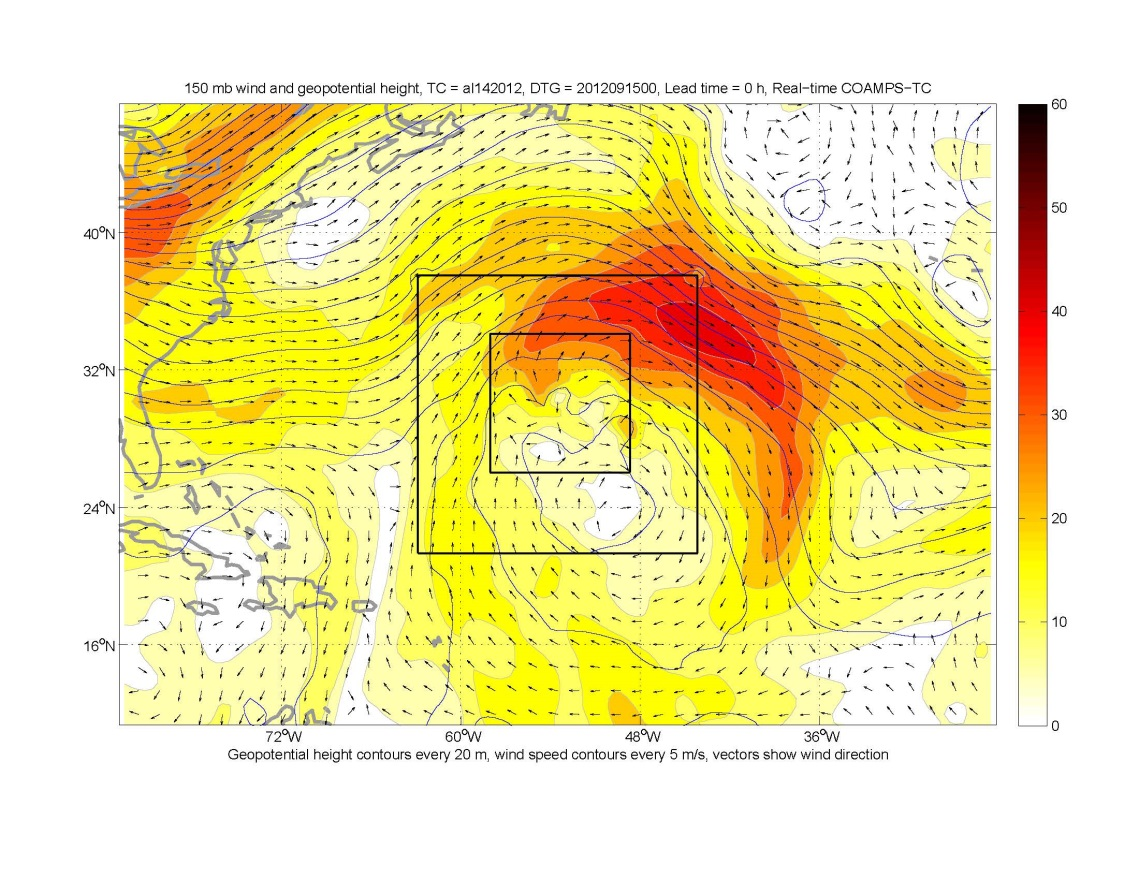 150 mb wind and geopotential height, TC = al142012, DTG = 2012091500, Lead time = 0 h, Real−time COAMPS−TC
60
50
40
30
20
10
0
40°N
32°N
24°N
16°N
72°W
60°W
48°W
36°W
Geopotential height contours every 20 m, wind speed contours every 5 m/s, vectors show wind direction